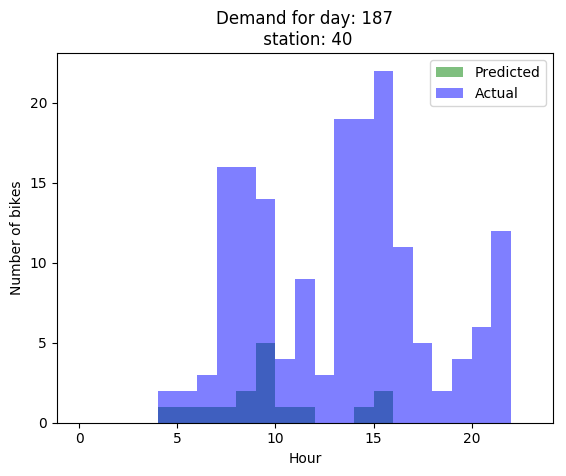 Demand for day: 187
station: 40
Predicted
Actual
Number of bikes
20
15
10
5
0
0
5
10
15
20
Hour